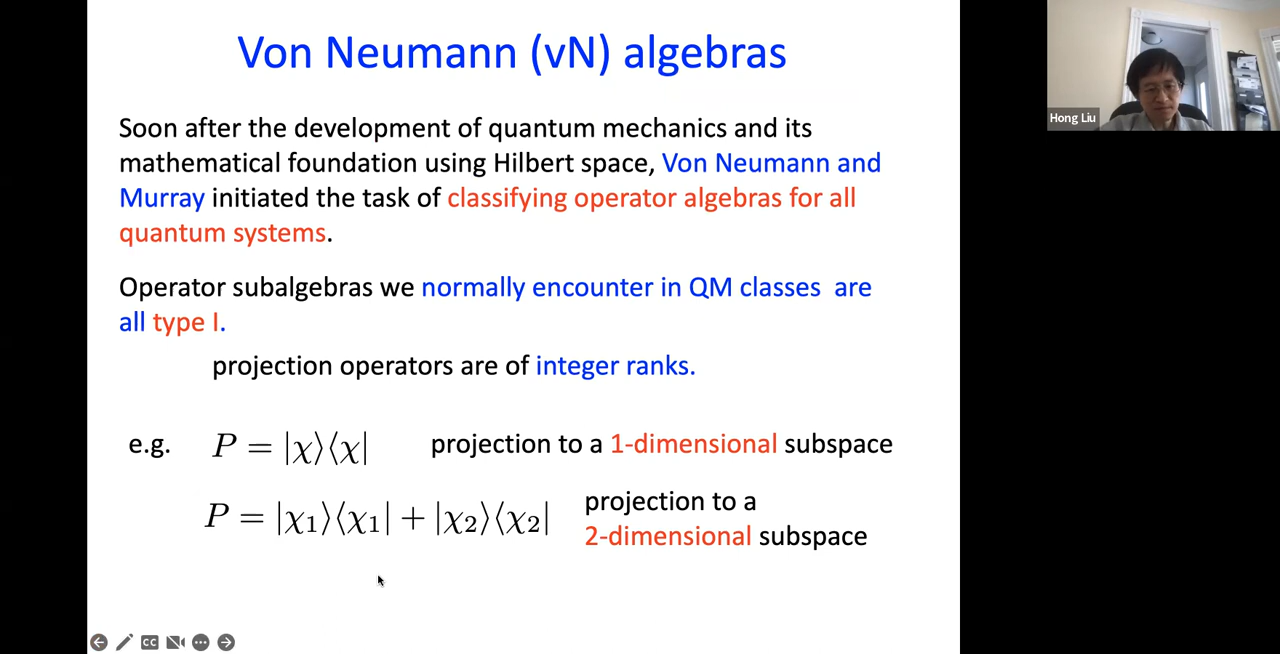 Von Neumann (vN) algebras
Soon after the development of quantum mechanics and its
mathematical foundation using Hilbert space, Von Neumann and
Murray initiated the task of classifying operator algebras for all
quantum systems.
Operator subalgebras we normally encounter in QM classes are
all type I.
projection operators are of integer ranks.
e.g. P = |χ⟩⟨χ| projection to a 1-dimensional subspace
P = |χ₁⟩⟨χ₁| + |χ₂⟩⟨χ₂|
projection to a
2-dimensional subspace
CC
Hong Liu